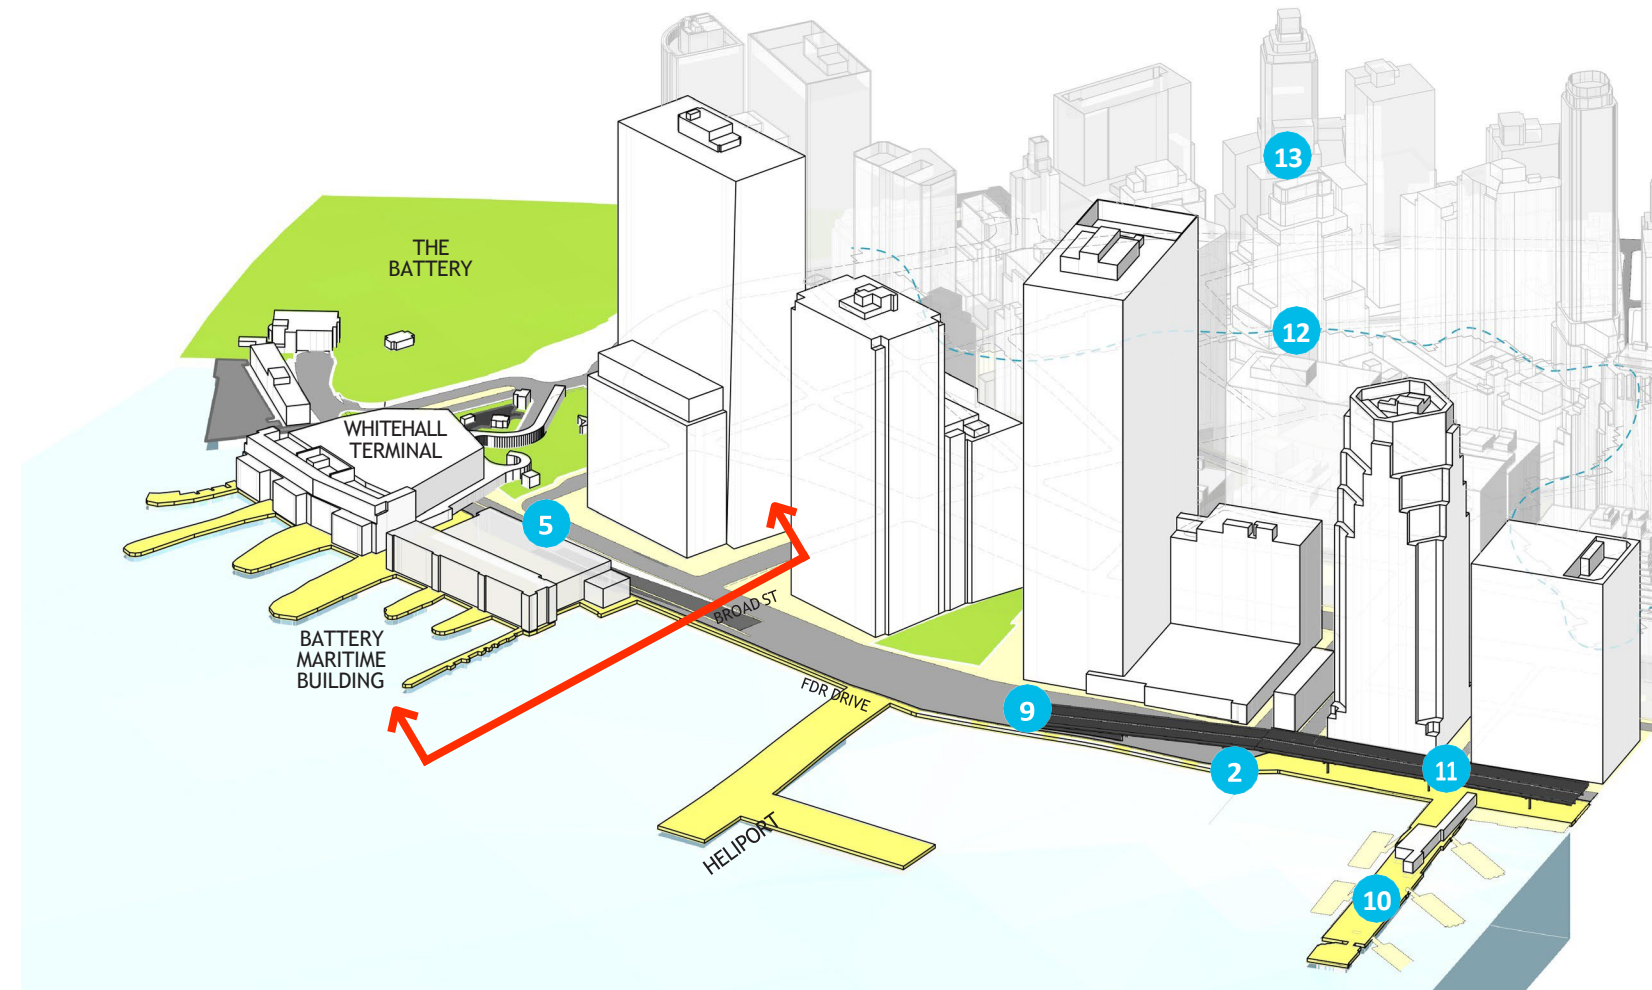 13
THE
BATTERY
12
WHITEHALL
TERMINAL
5
BROAD ST
BATTERY
MARITIME
BUILDING
FDR DRIVE
9
2
11
HELIPORT
10